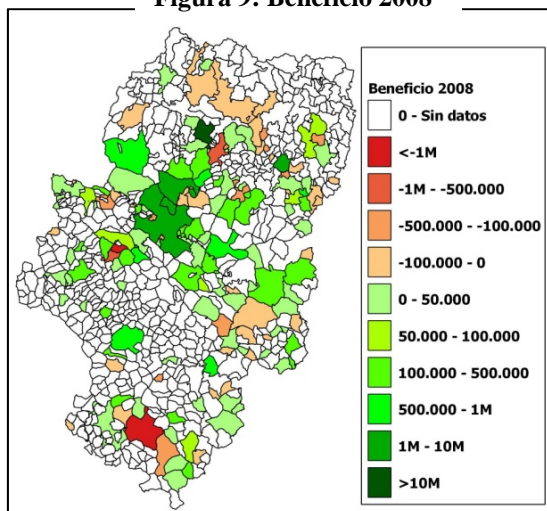 Figura 9: Beneficio 2008
Beneficio 2008
0 - Sin datos
<-1M
-1M - -500.000
-500.000 - -100.000
-100.000 - 0
0 - 50.000
50.000 - 100.000
100.000 - 500.000
500.000 - 1M
1M - 10M
>10M